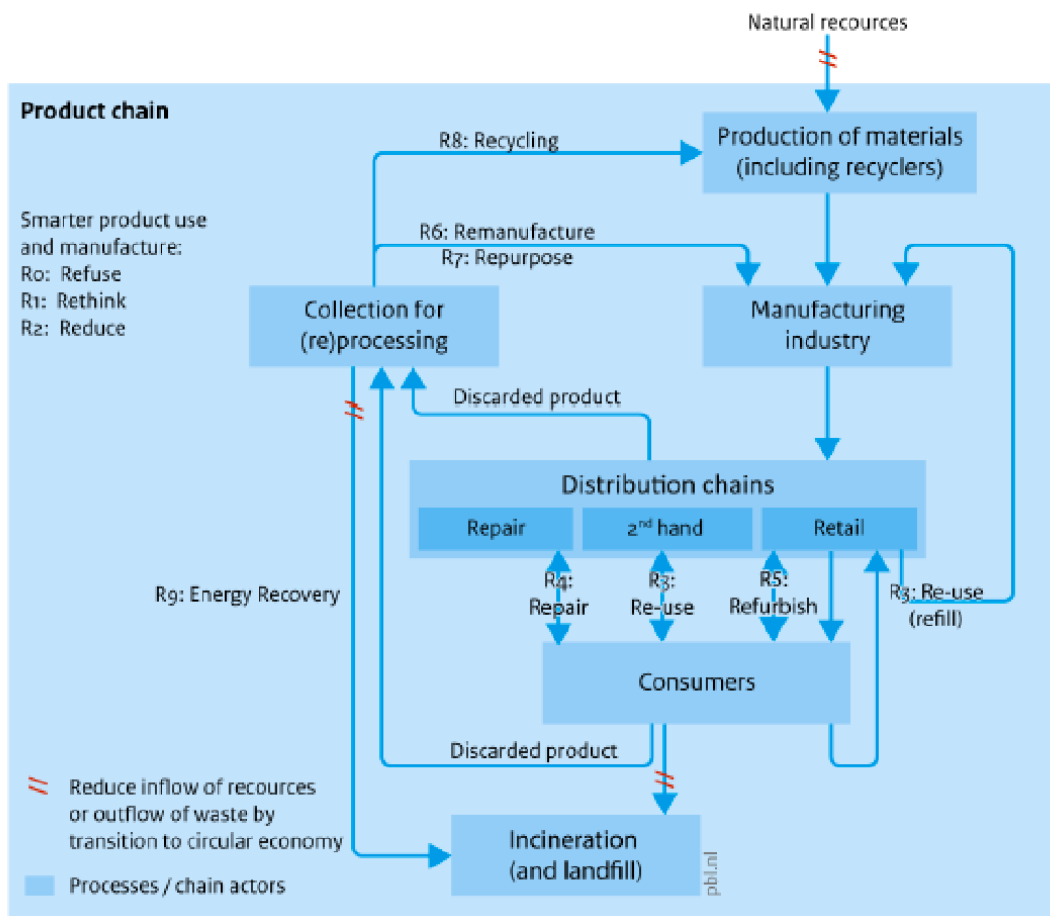 Natural recources
Product chain
Production of materials
(including recyclers)
R8: Recycling
Smarter product use
and manufacture:
R0: Refuse
R1: Rethink
R2: Reduce
R6: Remanufacture
R7: Repurpose
Collection for
(re)processing
Manufacturing
industry
Discarded product
Distribution chains
Repair
2nd hand
Retail
R9: Energy Recovery
R4:
Repair
R3:
Re-use
R5:
Refurbish
R3: Re-use
(refill)
Consumers
Discarded product
Reduce inflow of recources
or outflow of waste by
transition to circular economy
Incineration
(and landfill)
Processes / chain actors
pbl.nl